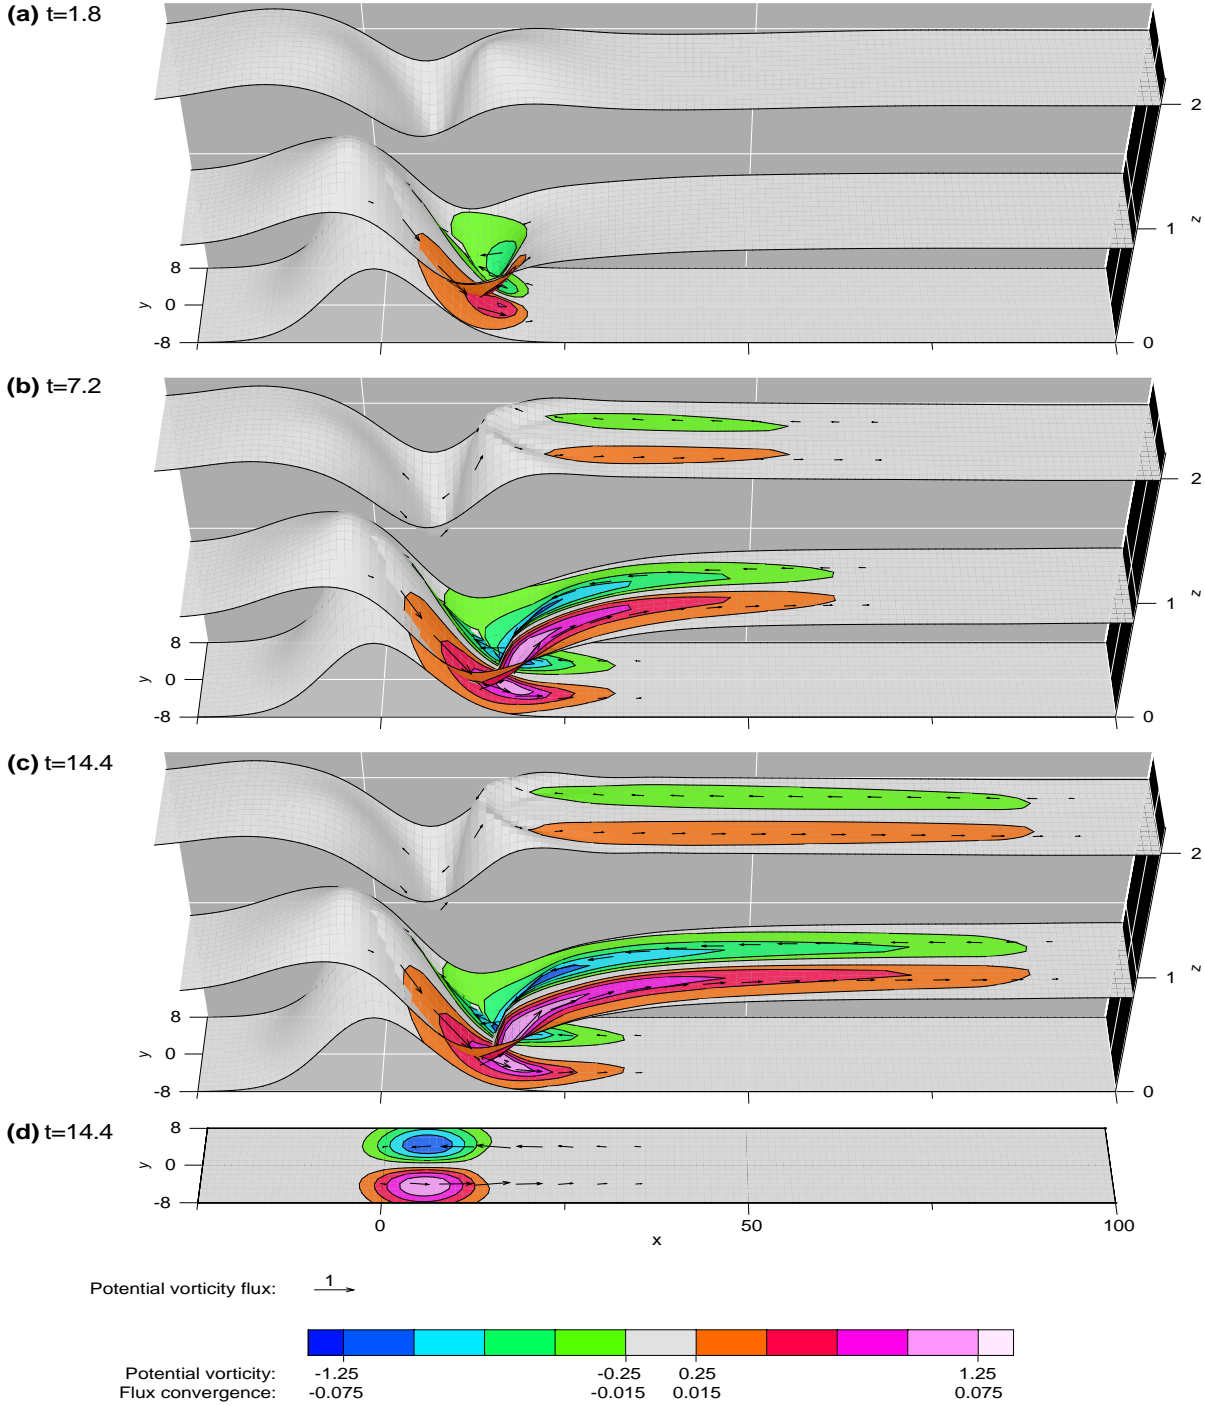 (a) t=1.8
2
1
z
8
y 0
-8
0
(b) t=7.2
2
1
z
8
y 0
-8
0
(c) t=14.4
2
1
z
8
y 0
-8
0
(d) t=14.4
8
y 0
-8
0 50 100
x
Potential vorticity flux: 1
Potential vorticity: -1.25 -0.25 0.25 1.25
Flux convergence: -0.075 -0.015 0.015 0.075